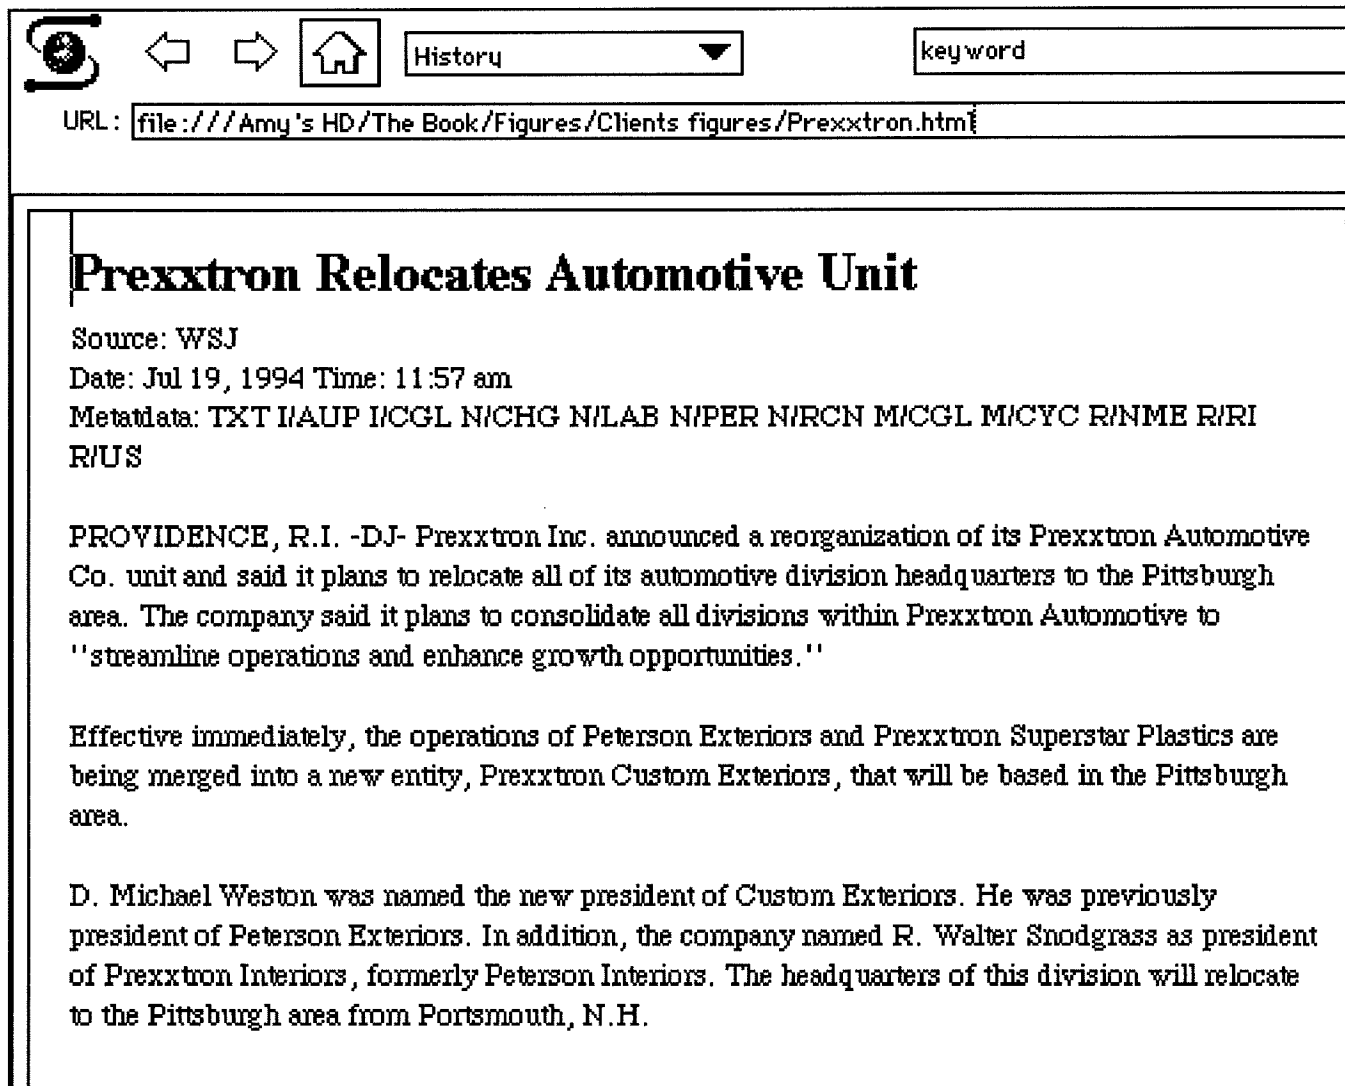 History
keyword
URL: file:///Amy's HD/The Book/Figures/Clients figures/Prexxtron.html
Prexxtron Relocates Automotive Unit
Source: WSJ
Date: Jul 19, 1994 Time: 11:57 am
Metatdata: TXT I/AUP I/CGL N/CHG N/LAB N/PER N/RCN M/CGL M/CYC R/NME R/RI
R/US
PROVIDENCE, R.I. -DJ- Prexxtron Inc. announced a reorganization of its Prexxtron Automotive
Co. unit and said it plans to relocate all of its automotive division headquarters to the Pittsburgh
area. The company said it plans to consolidate all divisions within Prexxtron Automotive to
''streamline operations and enhance growth opportunities.''
Effective immediately, the operations of Peterson Exteriors and Prexxtron Superstar Plastics are
being merged into a new entity, Prexxtron Custom Exteriors, that will be based in the Pittsburgh
area.
D. Michael Weston was named the new president of Custom Exteriors. He was previously
president of Peterson Exteriors. In addition, the company named R. Walter Snodgrass as president
of Prexxtron Interiors, formerly Peterson Interiors. The headquarters of this division will relocate
to the Pittsburgh area from Portsmouth, N.H.